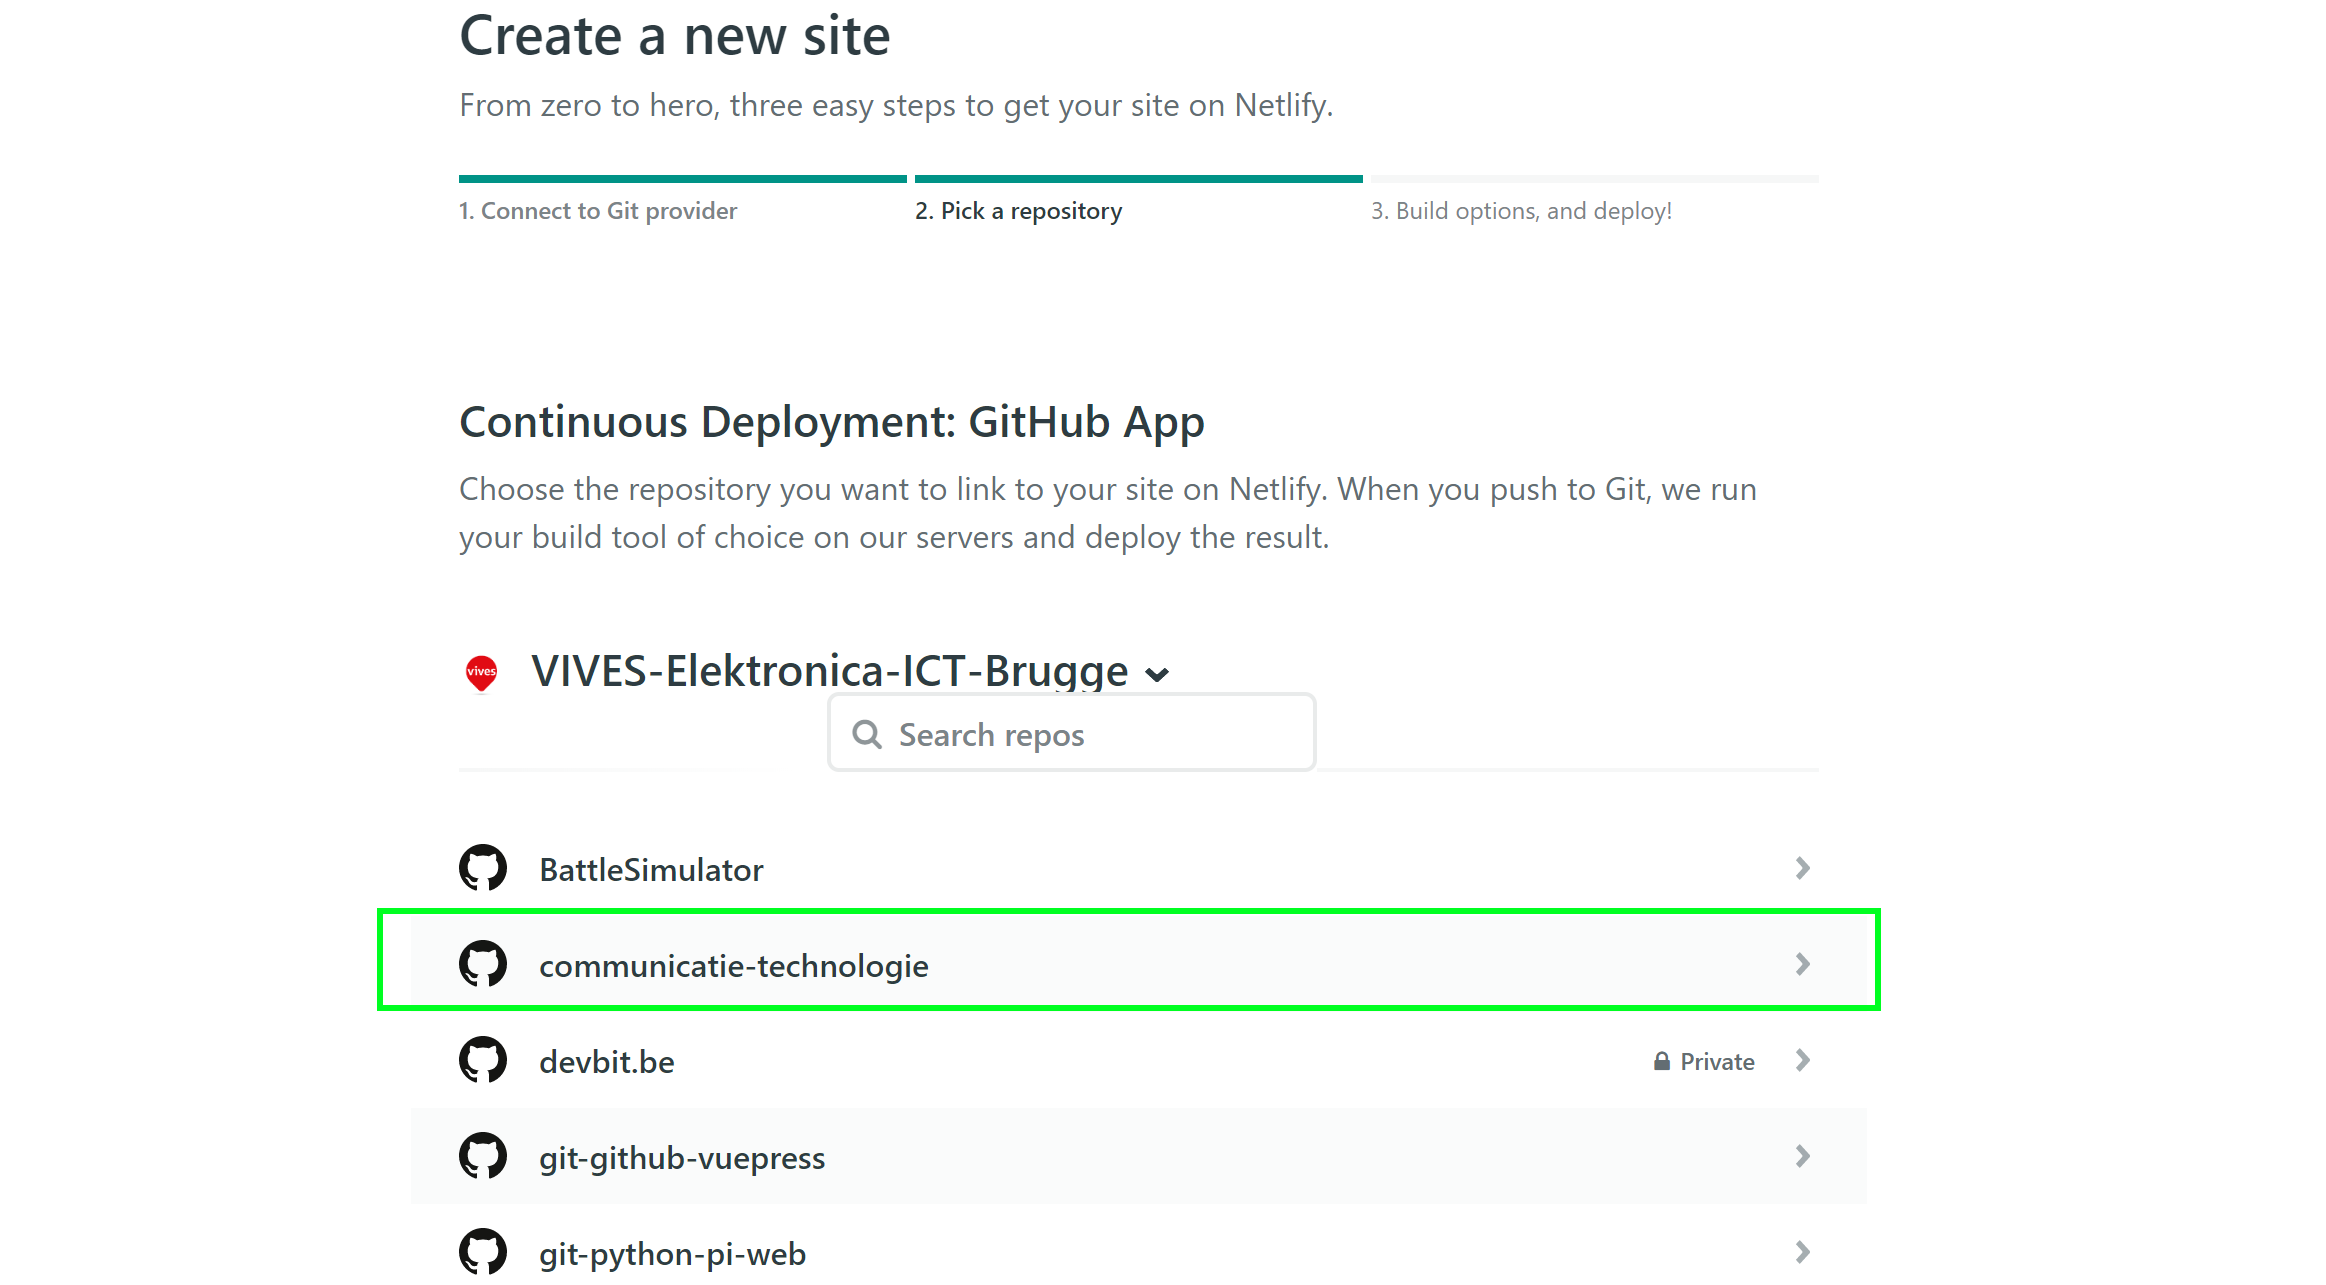 Create a new site
From zero to hero, three easy steps to get your site on Netlify.
1. Connect to Git provider
2. Pick a repository
3. Build options, and deploy!
Continuous Deployment: GitHub App
Choose the repository you want to link to your site on Netlify. When you push to Git, we run
your build tool of choice on our servers and deploy the result.
vives
VIVES-Elektronica-ICT-Brugge
Search repos
BattleSimulator
communicatie-technologie
devbit.be
Private
git-github-vuepress
git-python-pi-web